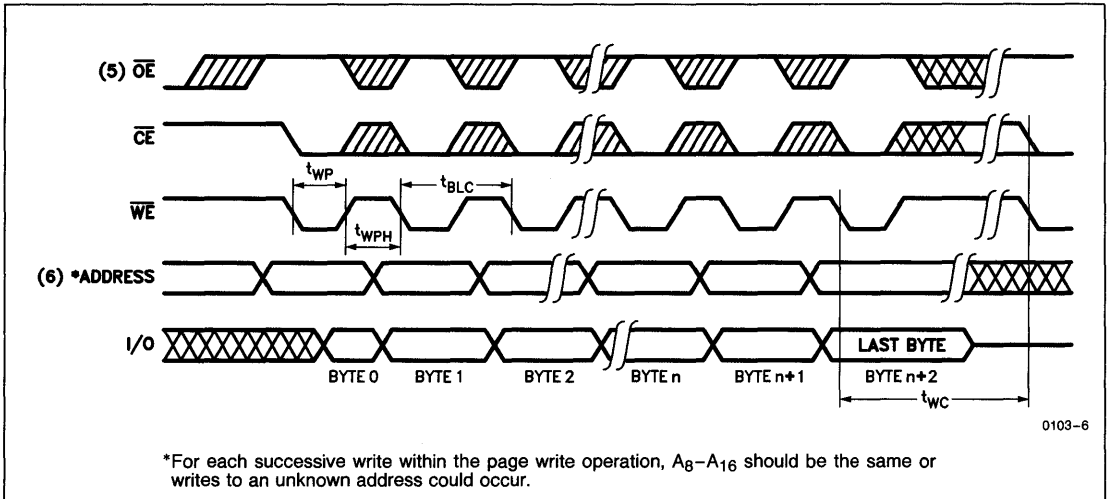 (5) OE
CE
tWP
tBLC
WE
tWPH
(6) *ADDRESS
I/O
LAST BYTE
BYTE 0 BYTE 1 BYTE 2 BYTE n BYTE n+1 BYTE n+2
tWC
0103-6
*For each successive write within the page write operation, A8–A16 should be the same or
writes to an unknown address could occur.